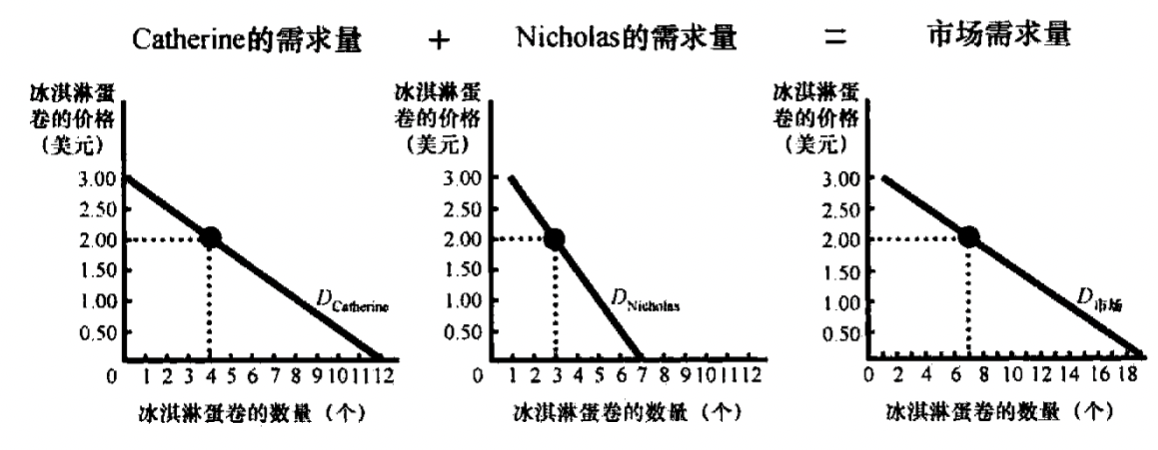 Catherine的需求量 + Nicholas的需求量 = 市场需求量
冰淇淋蛋
卷的价格
（美元）
3.00
2.50
2.00
1.50
1.00
0.50
D Catherine
0 1 2 3 4 5 6 7 8 9 10 11 12
冰淇淋蛋卷的数量（个）
冰淇淋蛋
卷的价格
（美元）
3.00
2.50
2.00
1.50
1.00
0.50
D Nicholas
0 1 2 3 4 5 6 7 8 9 10 11 12
冰淇淋蛋卷的数量（个）
冰淇淋蛋
卷的价格
（美元）
3.00
2.50
2.00
1.50
1.00
0.50
D 市场
0 2 4 6 8 10 12 14 16 18
冰淇淋蛋卷的数量（个）